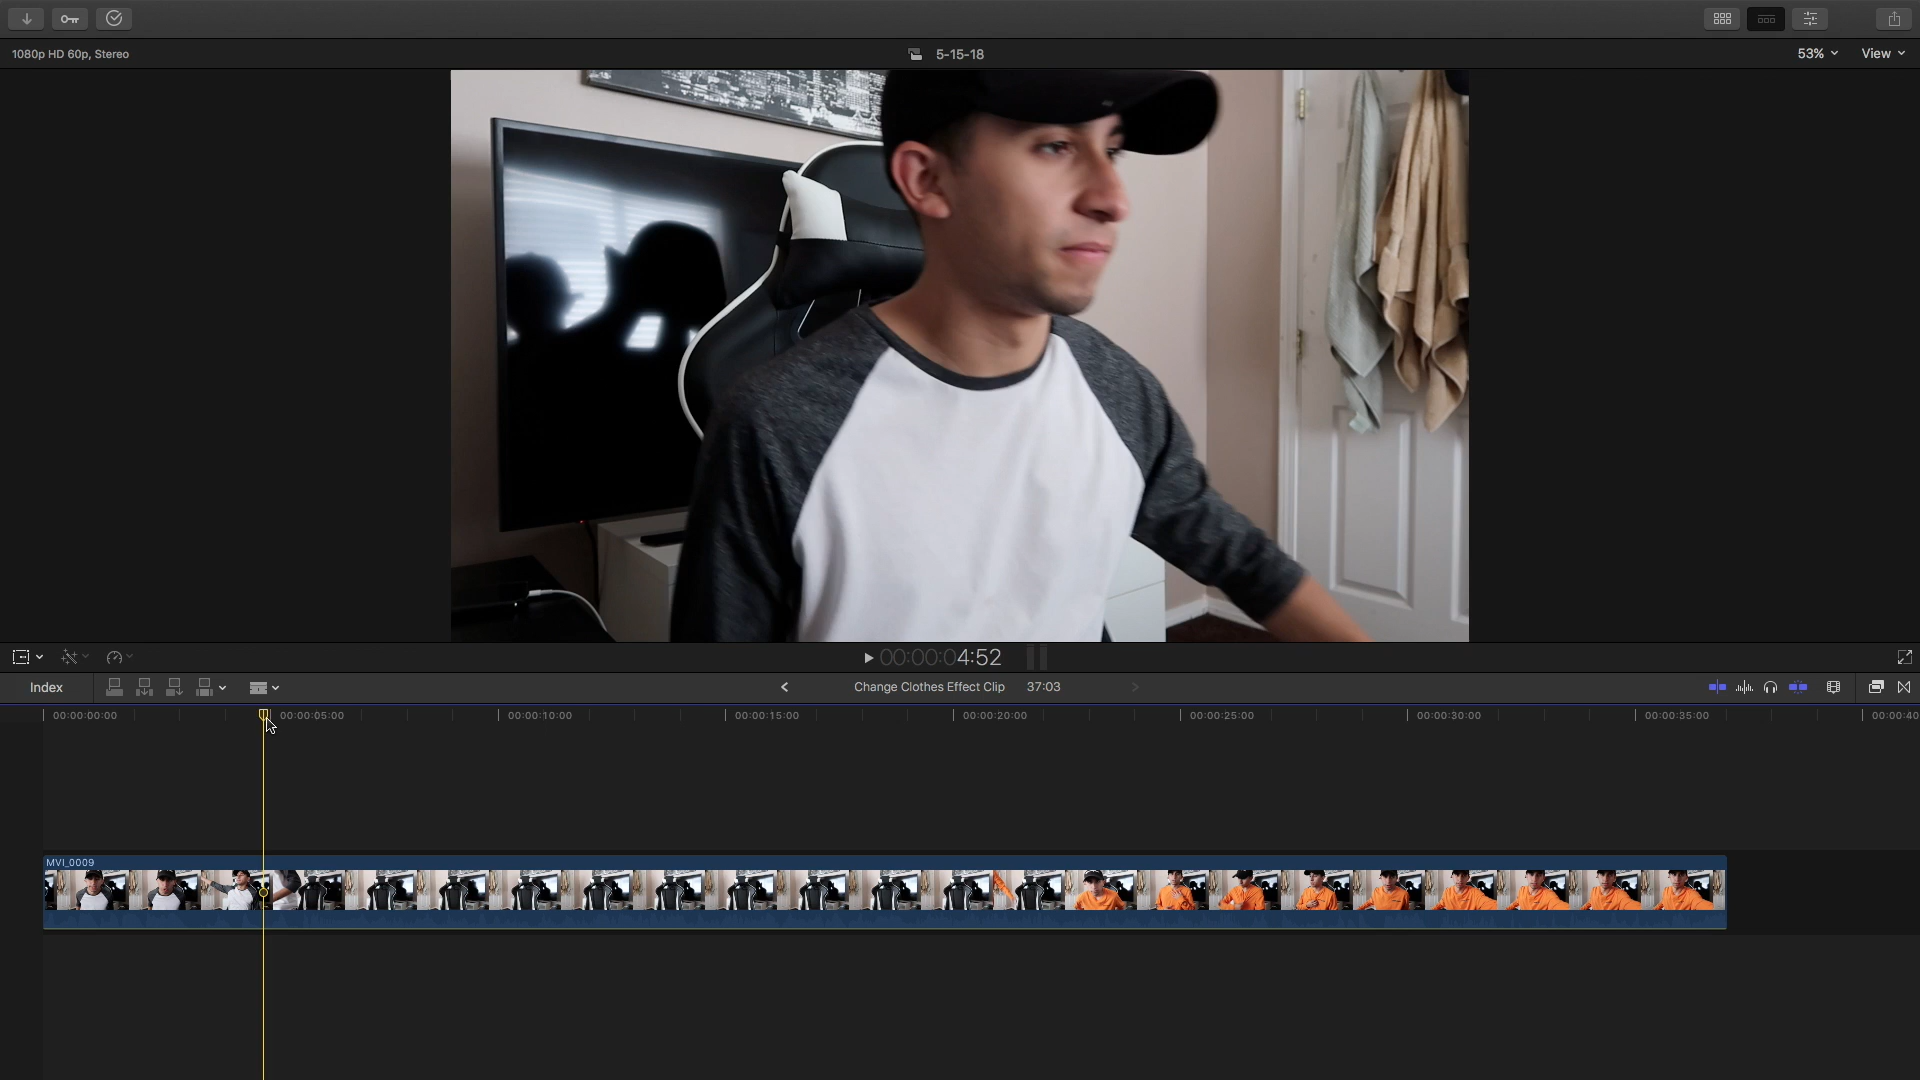 1080p HD 60p, Stereo
5-15-18
53%
View
00:00:04:52
Index
Change Clothes Effect Clip
37:03
00:00:00:00
00:00:05:00
00:00:10:00
00:00:15:00
00:00:20:00
00:00:25:00
00:00:30:00
00:00:35:00
00:00:40
MVI_0009